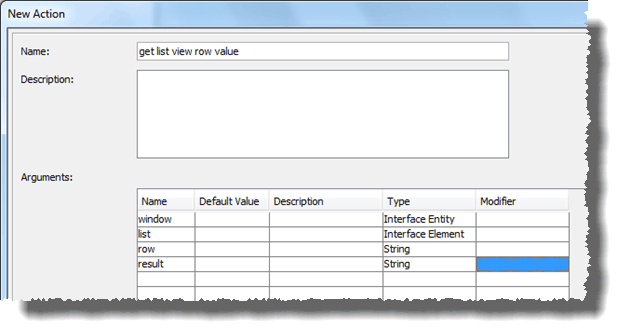 New Action
Name: get list view row value
Description:
Arguments:
Name Default Value Description Type Modifier
window Interface Entity
list Interface Element
row String
result String